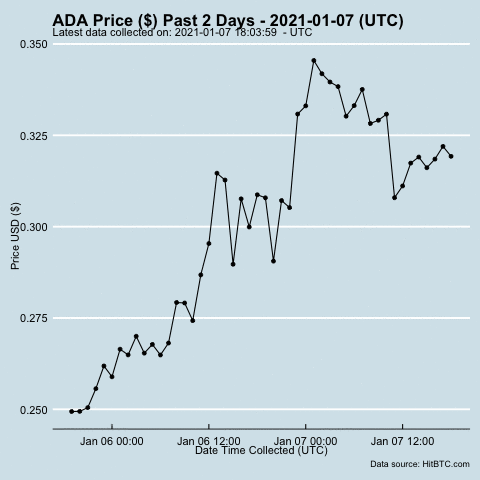 ADA Price ($) Past 2 Days - 2021-01-07 (UTC)
Latest data collected on: 2021-01-07 18:03:59 - UTC
0.350
0.325
0.300
0.275
0.250
Price USD ($)
Jan 06 00:00 Jan 06 12:00 Jan 07 00:00 Jan 07 12:00
Date Time Collected (UTC)
Data source: HitBTC.com